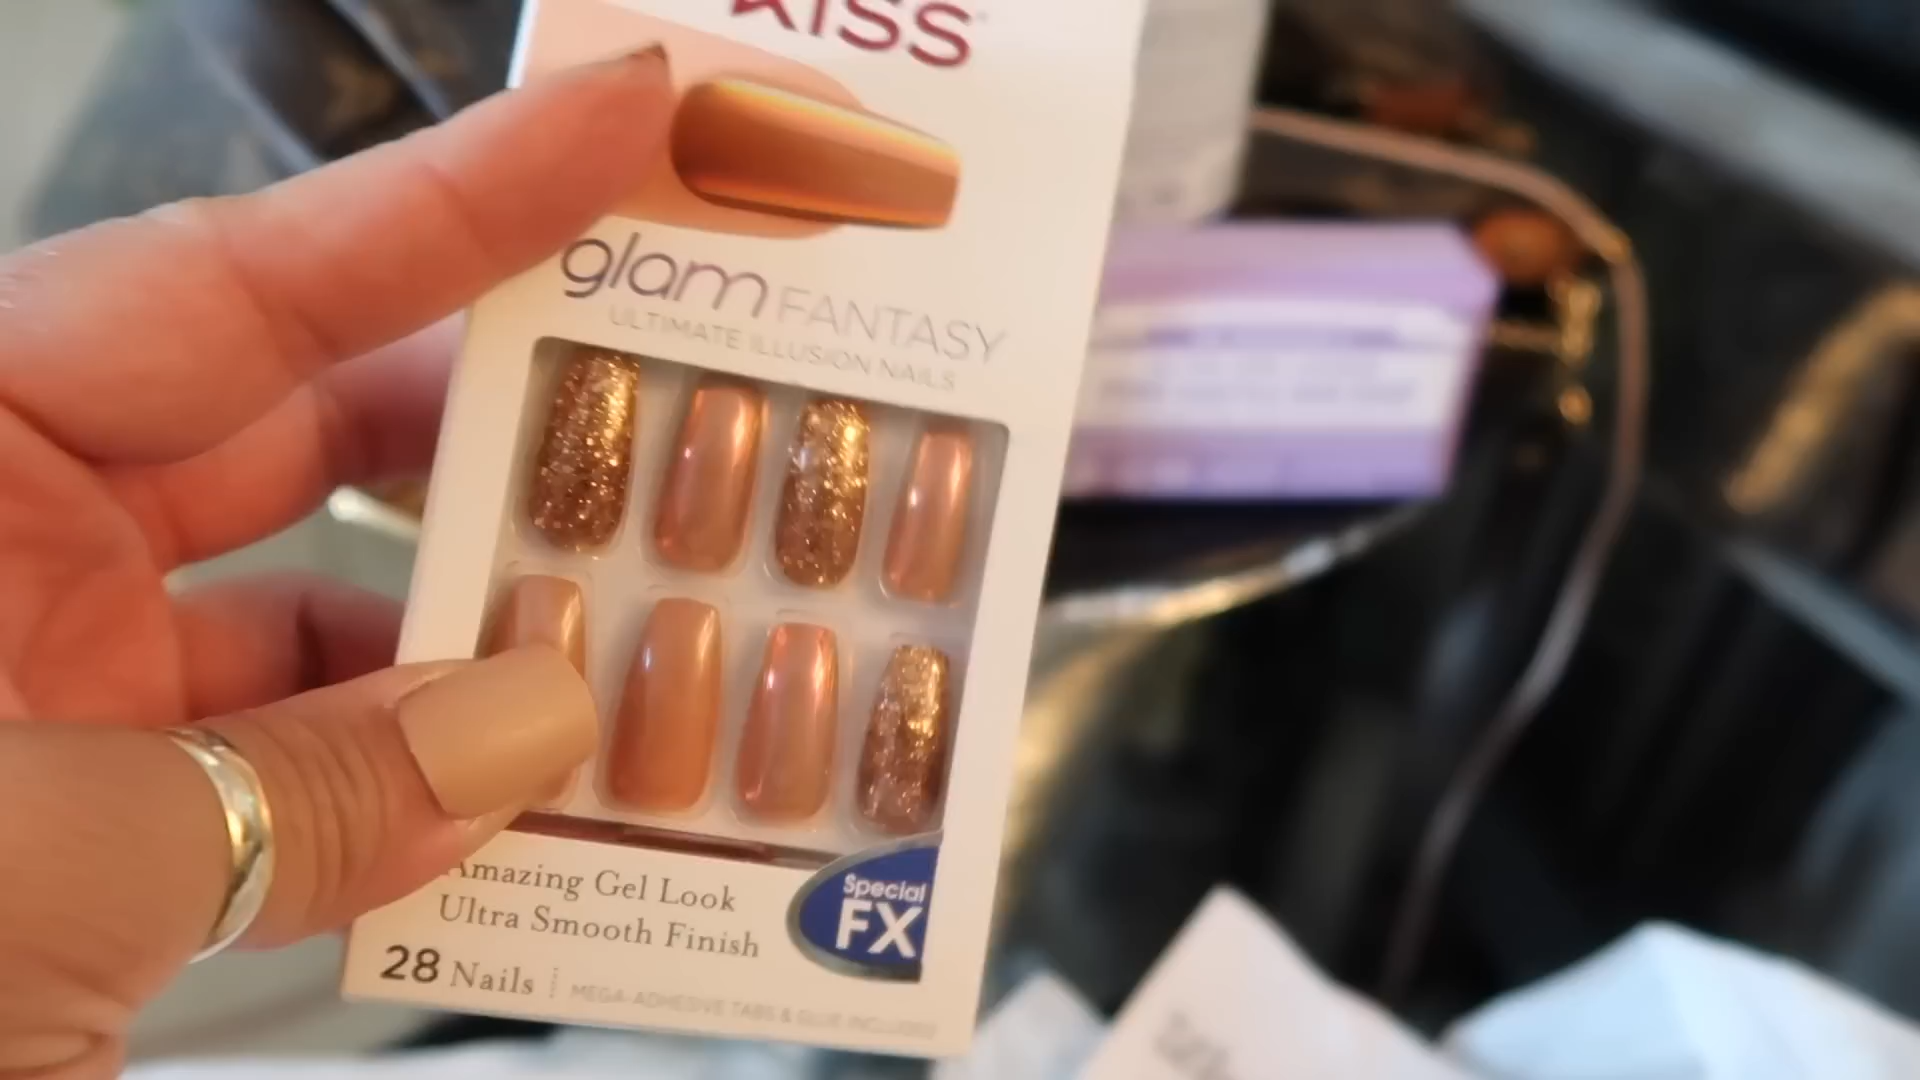 KISS
glam FANTASY
ULTIMATE ILLUSION NAILS
Amazing Gel Look
Ultra Smooth Finish
28 Nails
MEGA-ADHESIVE TABS & GLUE INCLUDED
Special
FX